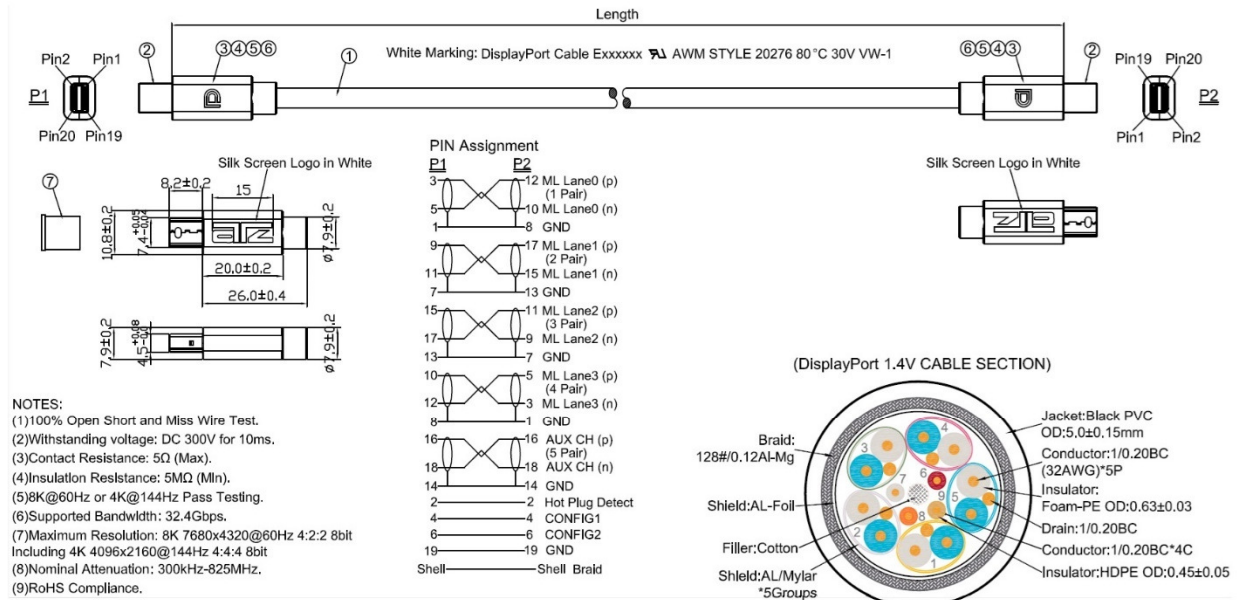 Length
③④⑤⑥
White Marking: DisplayPort Cable Exxxxxx AWM STYLE 20276 80°C 30V VW-1
⑥⑤④③
②
①
②
Pin2
Pin1
P1
Pin20
Pin19
Pin19
Pin20
P2
Pin1
Pin2
Silk Screen Logo in White
⑦
8.2±0.2
15
10.8±0.2
7.4
20.0±0.2
26.0±0.4
ø7.9±0.2
7.9±0.2
4.5
ø7.9±0.2
Silk Screen Logo in White
PIN Assignment
P1 P2
3 12 ML Lane0 (p)
(1 Pair)
5 10 ML Lane0 (n)
1 8 GND
9 17 ML Lane1 (p)
(2 Pair)
11 15 ML Lane1 (n)
7 13 GND
15 11 ML Lane2 (p)
(3 Pair)
17 9 ML Lane2 (n)
13 7 GND
10 5 ML Lane3 (p)
(4 Pair)
12 3 ML Lane3 (n)
8 1 GND
16 16 AUX CH (p)
(5 Pair)
18 18 AUX CH (n)
14 14 GND
2 2 Hot Plug Detect
4 4 CONFIG1
6 6 CONFIG2
19 19 GND
Shell Shell Braid
NOTES:
(1)100% Open Short and Miss Wire Test.
(2)Withstanding voltage: DC 300V for 10ms.
(3)Contact Resistance: 5Ω (Max).
(4)Insulation Resistance: 5MΩ (MIn).
(5)8K@60Hz or 4K@144Hz Pass Testing.
(6)Supported Bandwidth: 32.4Gbps.
(7)Maximum Resolution: 8K 7680x4320@60Hz 4:2:2 8bit
Including 4K 4096x2160@144Hz 4:4:4 8bit
(8)Nominal Attenuation: 300kHz-825MHz.
(9)RoHS Compliance.
(DisplayPort 1.4V CABLE SECTION)
Braid:
128#/0.12Al-Mg
Shield:AL-Foil
Filler:Cotton
Shield:AL/Mylar
*5Groups
Jacket:Black PVC
OD:5.0±0.15mm
Conductor:1/0.20BC
(32AWG)*5P
Insulator:
Foam-PE OD:0.63±0.03
Drain:1/0.20BC
Conductor:1/0.20BC*4C
Insulator:HDPE OD:0.45±0.05
3
4
7
6
9
5
2
8
1